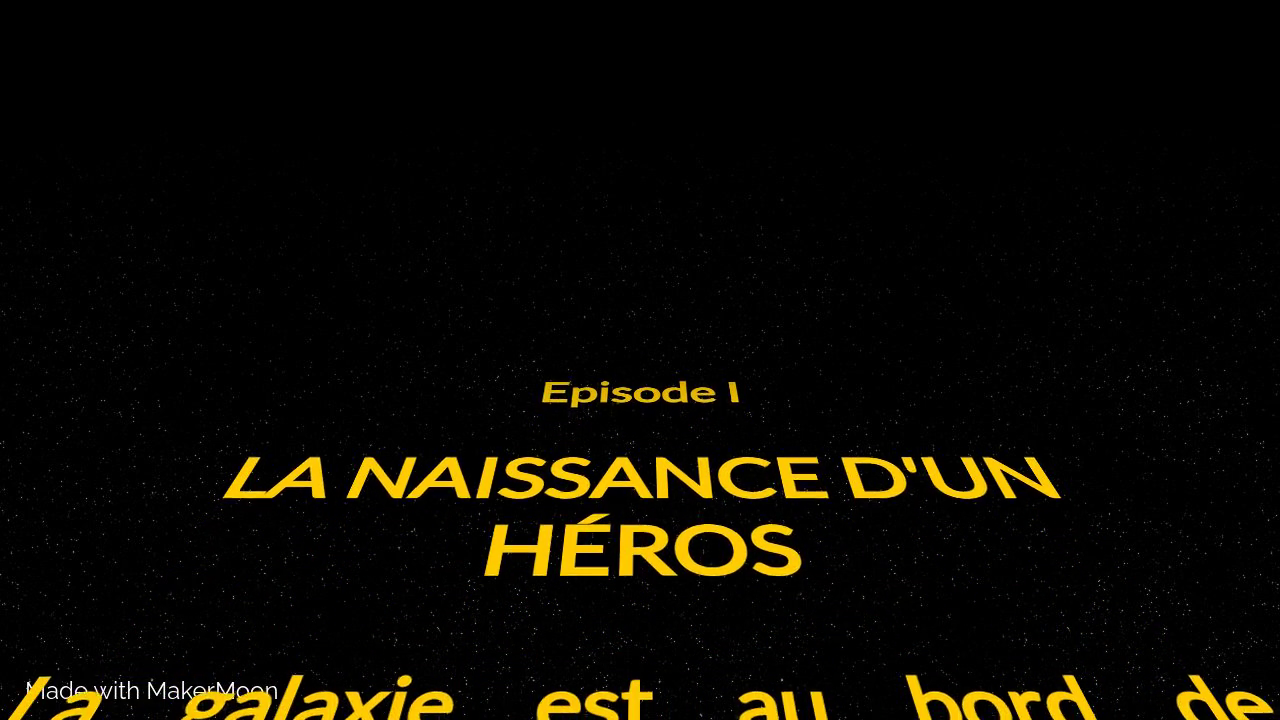 Episode I
LA NAISSANCE D'UN
HÉROS
Made with MakerMoon
La galaxie est au bord de